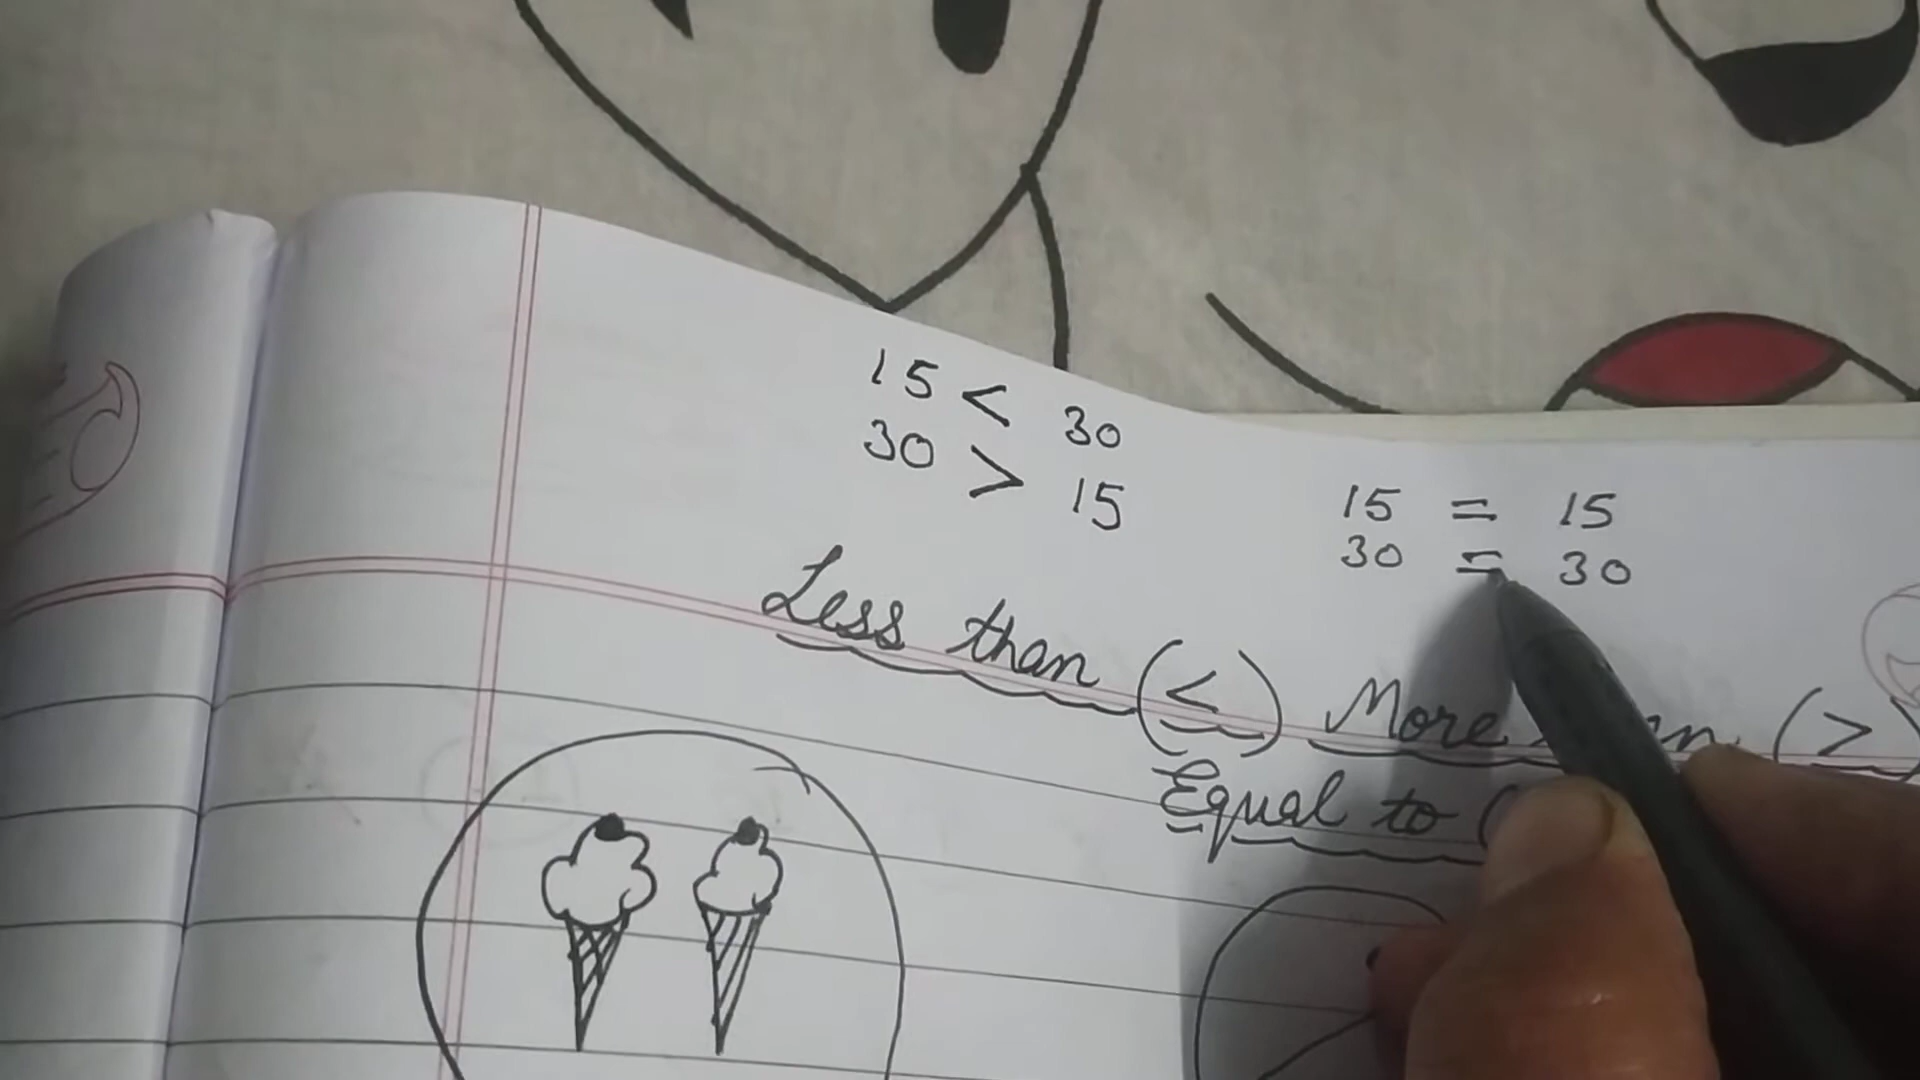 15 < 30
30 > 15
15 = 15
30 = 30
Less than (<) More (>)
Equal to (